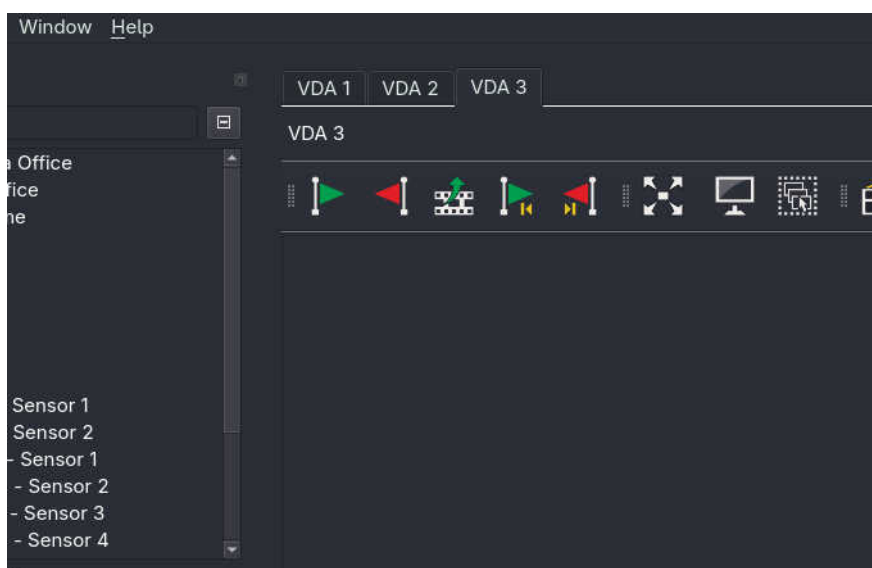 Window Help
VDA 1 VDA 2 VDA 3
VDA 3
a Office
fice
ne
Sensor 1
Sensor 2
- Sensor 1
- Sensor 2
- Sensor 3
- Sensor 4